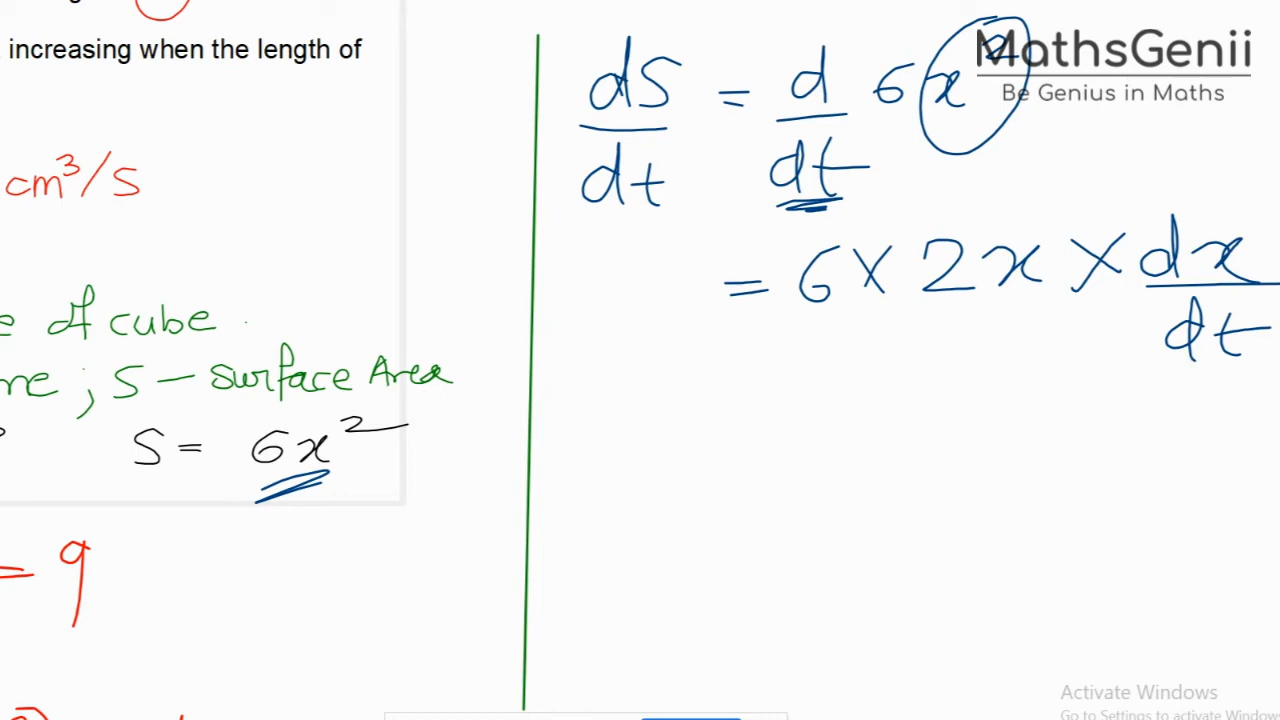 increasing when the length of
cm³/s
e of cube
me ; S – surface Area
S = 6x²
= 9
MathsGenii
Be Genius in Maths
dS/dt = d/dt 6x²
= 6 × 2x × dx/dt
Activate Windows
Go to Settings to activate Windows